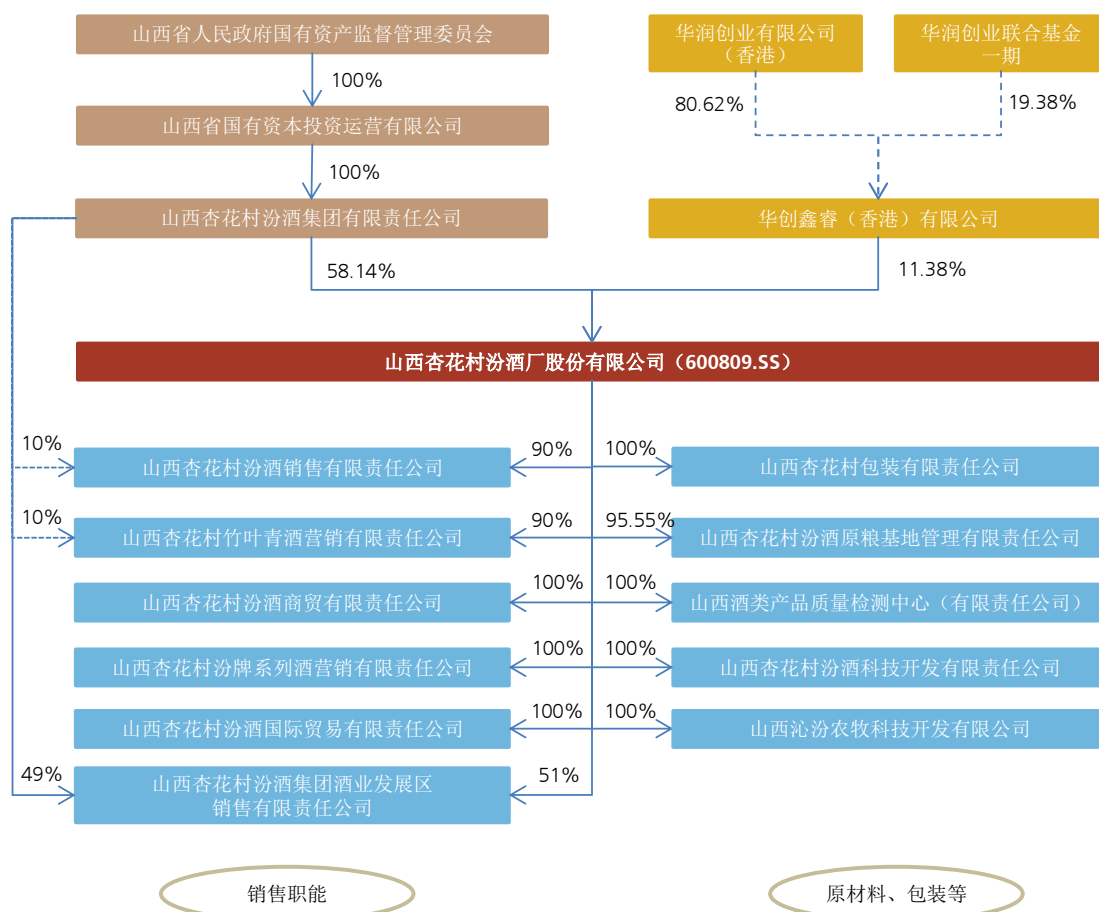 山西省人民政府国有资产监督管理委员会
华润创业有限公司
（香港）
华润创业联合基金
一期
100%
80.62%
19.38%
山西省国有资本投资运营有限公司
100%
山西杏花村汾酒集团有限责任公司
华创鑫睿（香港）有限公司
58.14%
11.38%
山西杏花村汾酒厂股份有限公司（600809.SS）
10%
山西杏花村汾酒销售有限责任公司
90%
100%
山西杏花村包装有限责任公司
10%
山西杏花村竹叶青酒营销有限责任公司
90%
95.55%
山西杏花村汾酒原粮基地管理有限责任公司
山西杏花村汾酒商贸有限责任公司
100%
100%
山西酒类产品质量检测中心（有限责任公司）
山西杏花村汾牌系列酒营销有限责任公司
100%
100%
山西杏花村汾酒科技开发有限责任公司
山西杏花村汾酒国际贸易有限责任公司
100%
100%
山西沁汾农牧科技开发有限公司
49%
山西杏花村汾酒集团酒业发展区
销售有限责任公司
51%
销售职能
原材料、包装等